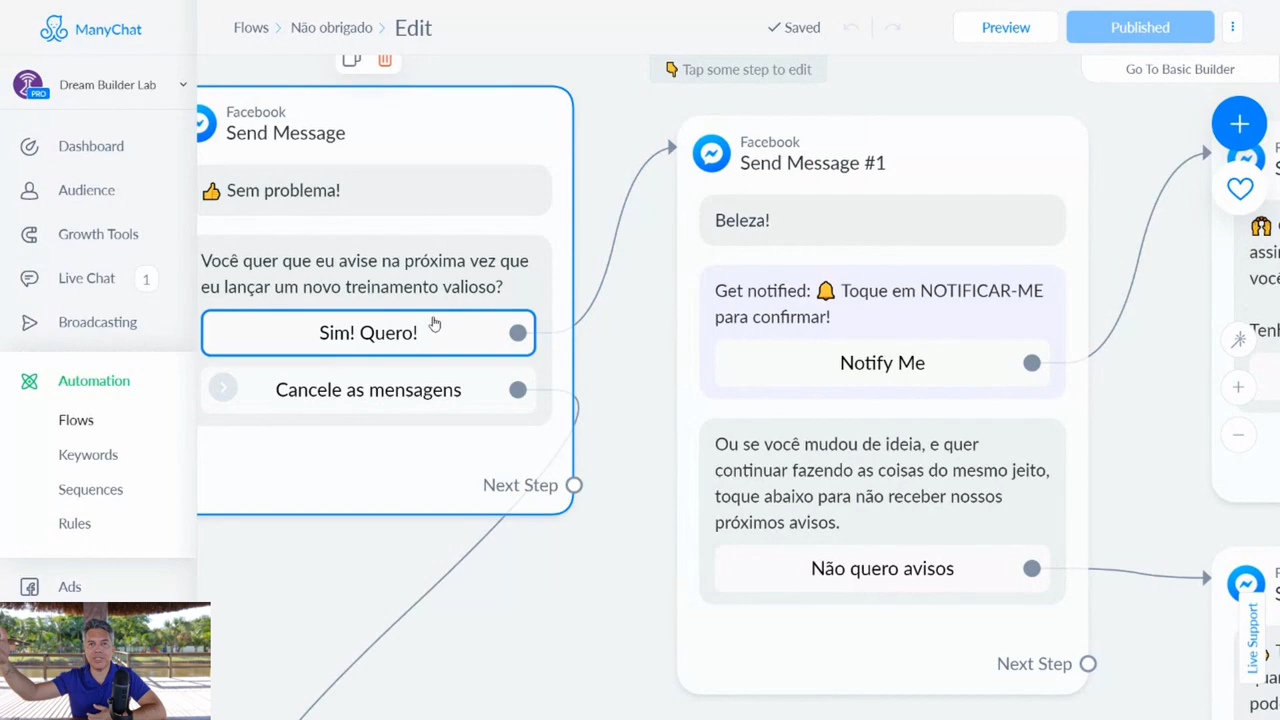 ManyChat
Flows > Não obrigado > Edit
Saved
Preview
Published
Dream Builder Lab
PRO
👇 Tap some step to edit
Go To Basic Builder
Dashboard
Audience
Growth Tools
Live Chat 1
Broadcasting
Automation
Flows
Keywords
Sequences
Rules
Ads
Facebook
Send Message
👍 Sem problema!
Você quer que eu avise na próxima vez que
eu lançar um novo treinamento valioso?
Sim! Quero!
Cancele as mensagens
Next Step
Facebook
Send Message #1
Beleza!
Get notified: 🔔 Toque em NOTIFICAR-ME
para confirmar!
Notify Me
Ou se você mudou de ideia, e quer
continuar fazendo as coisas do mesmo jeito,
toque abaixo para não receber nossos
próximos avisos.
Não quero avisos
Next Step
Live Support